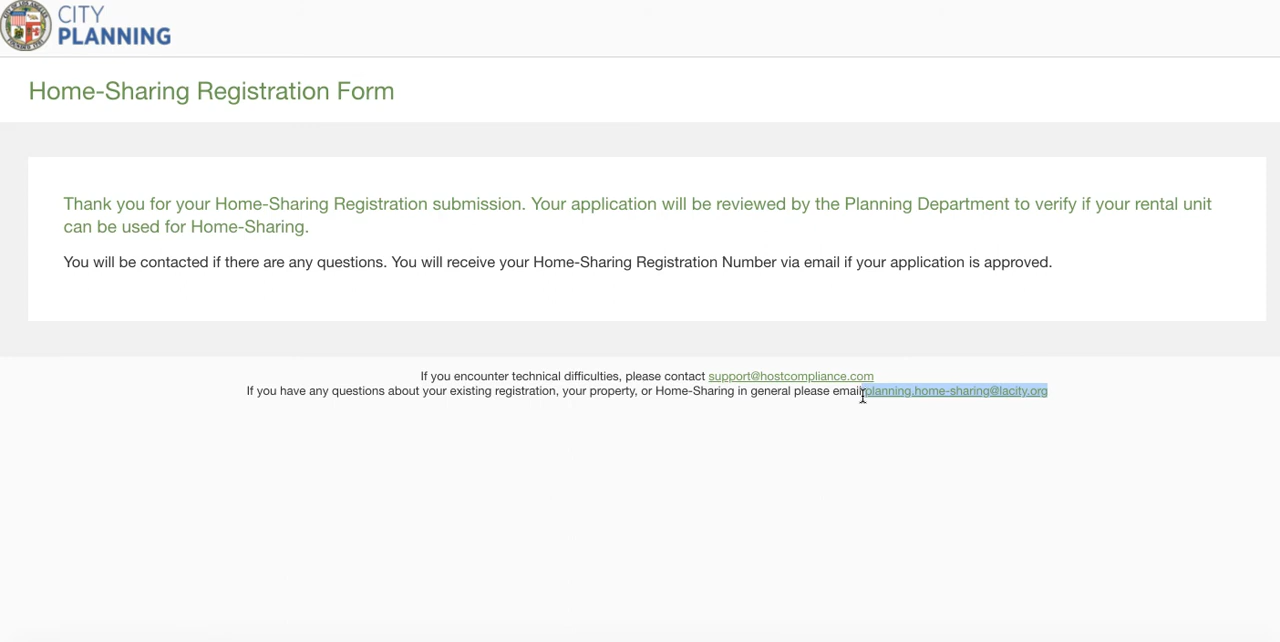 CITY
PLANNING
Home-Sharing Registration Form
Thank you for your Home-Sharing Registration submission. Your application will be reviewed by the Planning Department to verify if your rental unit
can be used for Home-Sharing.
You will be contacted if there are any questions. You will receive your Home-Sharing Registration Number via email if your application is approved.
If you encounter technical difficulties, please contact support@hostcompliance.com
If you have any questions about your existing registration, your property, or Home-Sharing in general please email planning.home-sharing@lacity.org